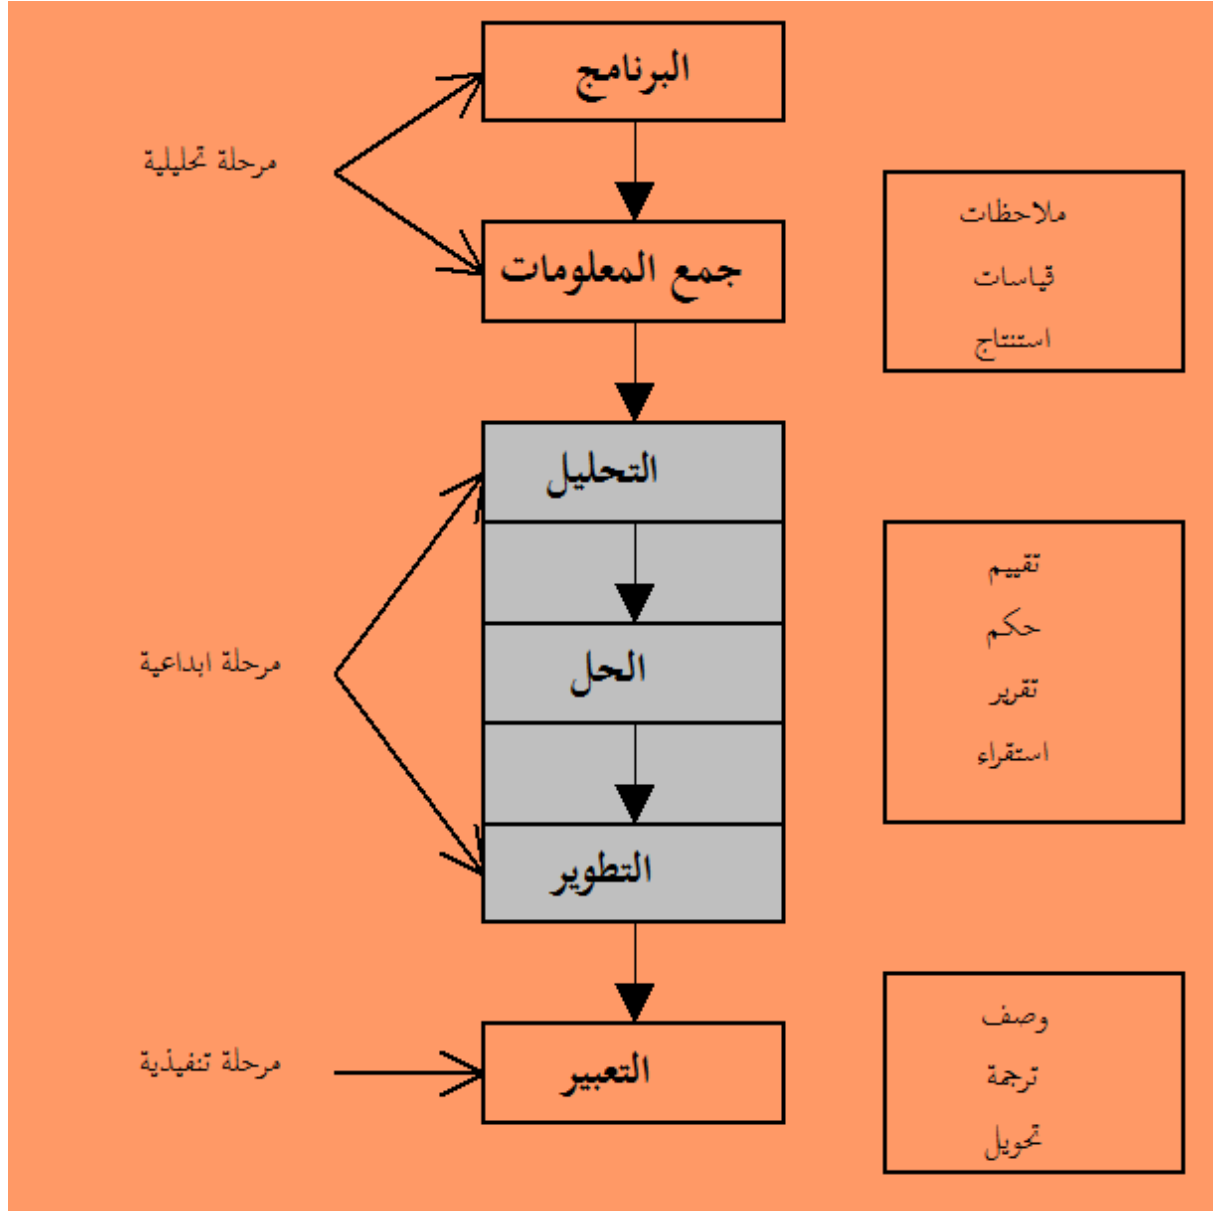 البرنامج
مرحلة تحليلية
ملاحظات
جمع المعلومات
قياسات
استنتاج
التحليل
تقييم
حكم
مرحلة ابداعية
الحل
تقرير
استقراء
التطوير
وصف
مرحلة تنفيذية
التعبير
ترجمة
تحويل